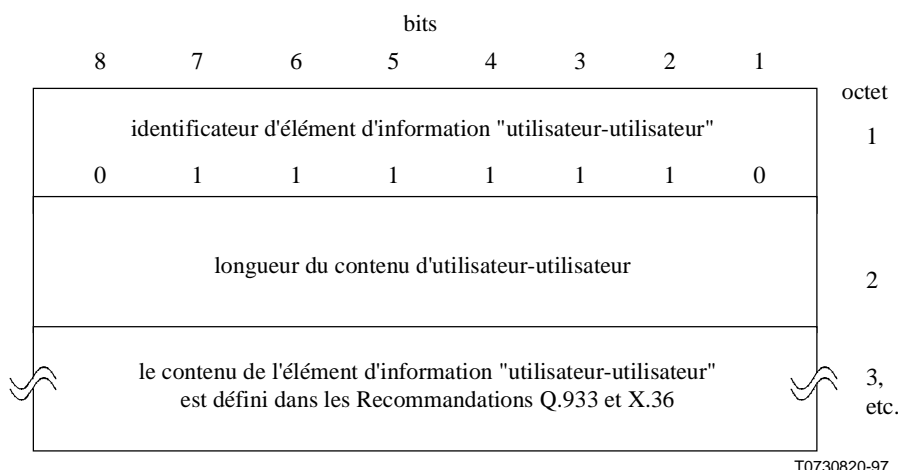 bits
8 7 6 5 4 3 2 1
octet
identificateur d'élément d'information "utilisateur-utilisateur"
1
0 1 1 1 1 1 1 0
longueur du contenu d'utilisateur-utilisateur
2
le contenu de l'élément d'information "utilisateur-utilisateur"
est défini dans les Recommandations Q.933 et X.36
3,
etc.
T0730820-97